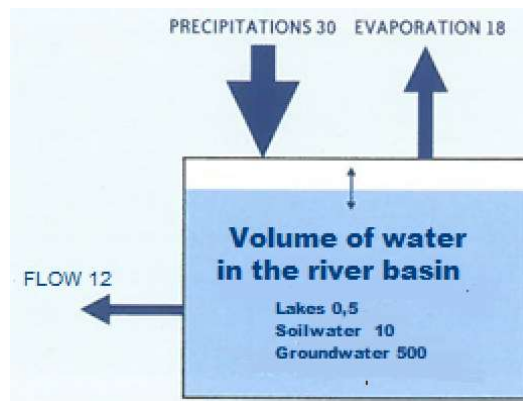 PRECIPITATIONS 30 EVAPORATION 18
Volume of water
in the river basin
FLOW 12
Lakes 0,5
Soilwater 10
Groundwater 500